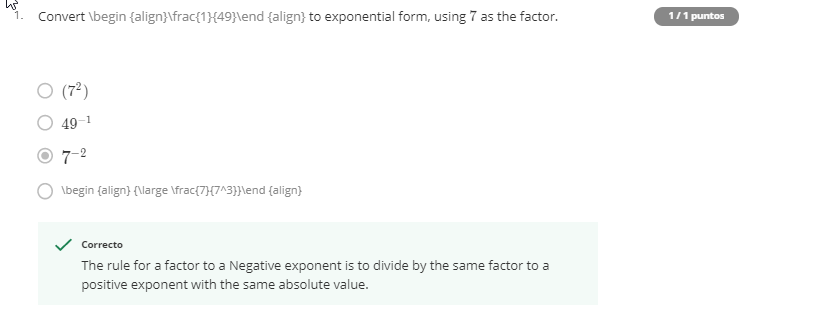 1. Convert \begin {align}\frac{1}{49}\end {align} to exponential form, using 7 as the factor.
1 / 1 puntos
(7²)
49⁻¹
7⁻²
\begin {align} {\large \frac{7}{7^3}}\end {align}
Correcto
The rule for a factor to a Negative exponent is to divide by the same factor to a
positive exponent with the same absolute value.